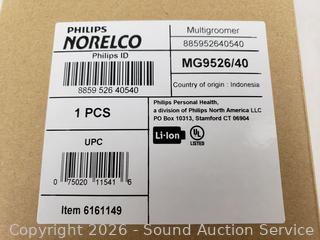 PHILIPS
NORELCO
Philips ID
8859 526 40540
Multigroomer
885952640540
MG9526/40
Country of origin : Indonesia
1 PCS
Philips Personal Health,
a division of Philips North America LLC
PO Box 10313, Stamford CT 06904
Li-Ion
UL
LISTED
UPC
0 75020 11541 6
Item 6161149
Copyright 2026 - Sound Auction Service